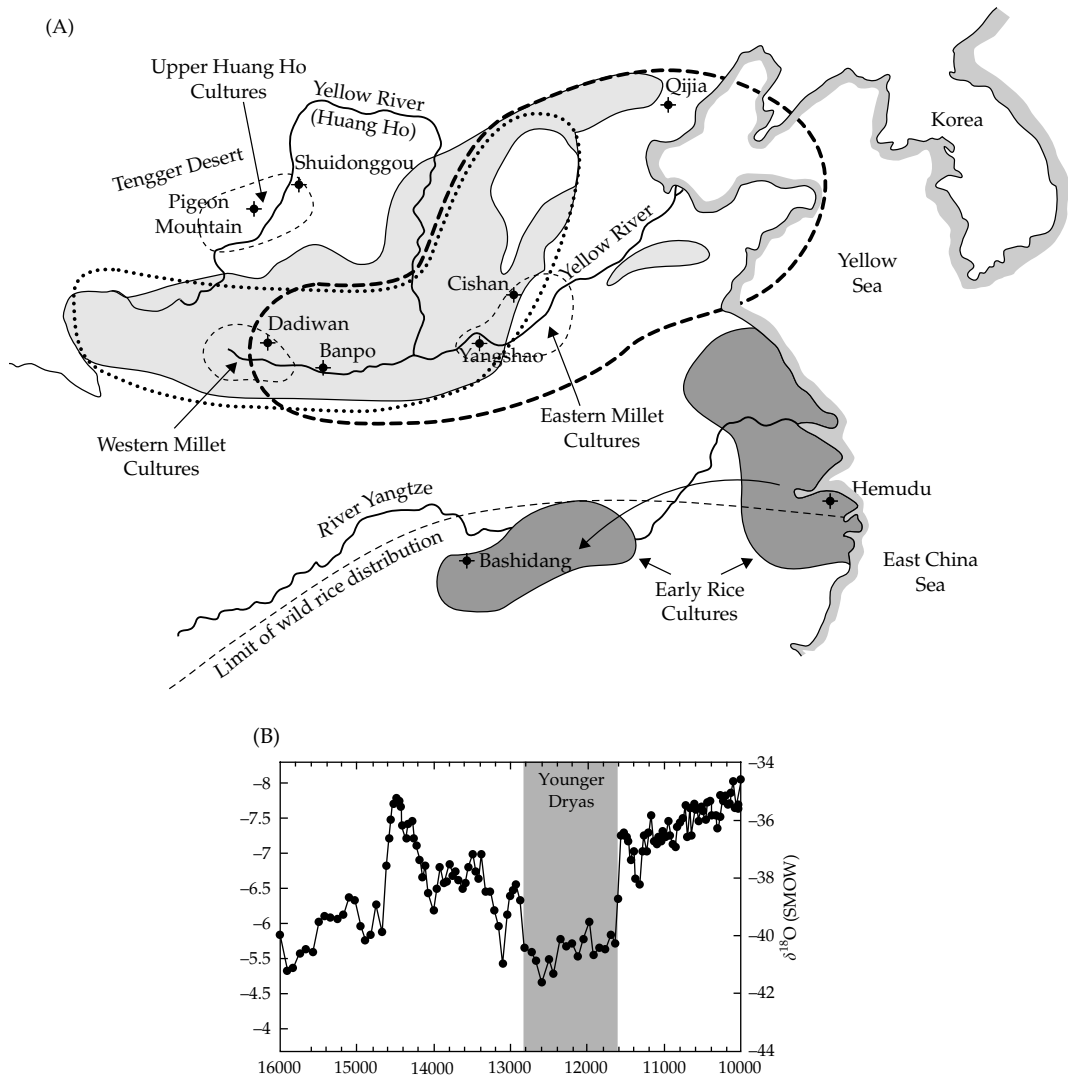 (A)
Upper Huang Ho
Cultures
Yellow River
(Huang Ho)
Qijia
Korea
Tengger Desert
Shuidonggou
Pigeon
Mountain
Yellow River
Yellow
Sea
Cishan
Dadiwan
Banpo
Yangshao
Western Millet
Cultures
Eastern Millet
Cultures
River Yangtze
Hemudu
Limit of wild rice distribution
Bashidang
Early Rice
Cultures
East China
Sea
(B)
Younger
Dryas
–8
–7.5
–7
–6.5
–6
–5.5
–5
–4.5
–4
–34
–36
–38
–40
–42
–44
δ¹⁸O (SMOW)
16000 15000 14000 13000 12000 11000 10000